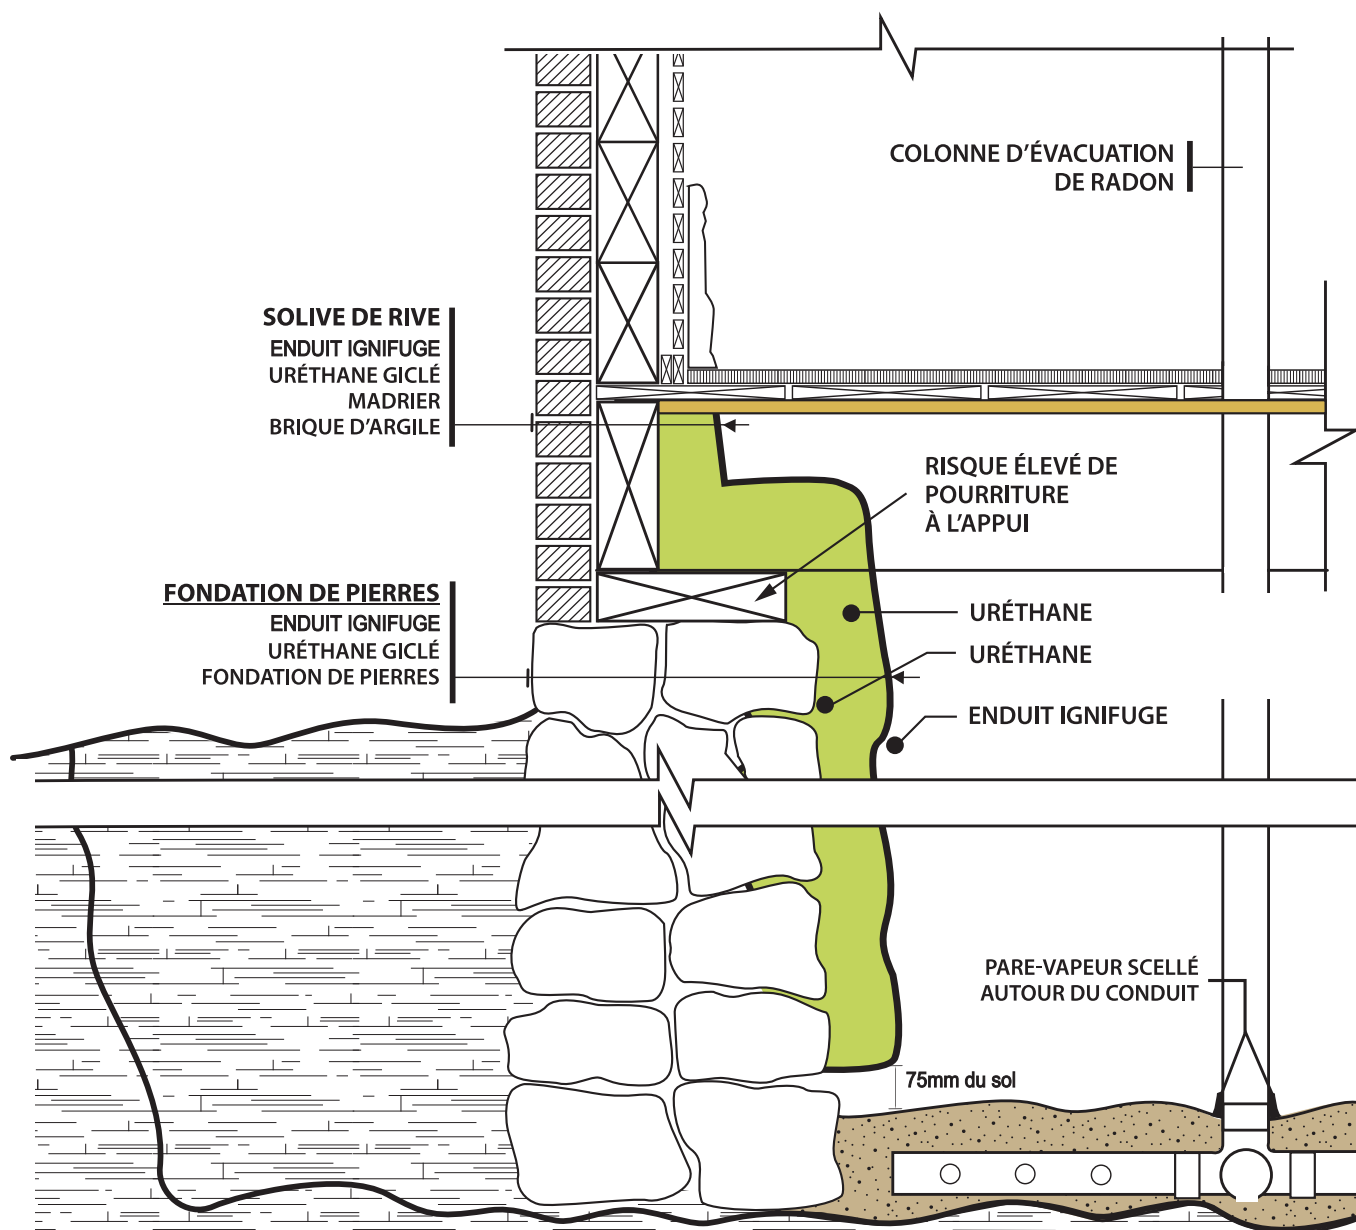 COLONNE D'ÉVACUATION
DE RADON
SOLIVE DE RIVE
ENDUIT IGNIFUGE
URÉTHANE GICLÉ
MADRIER
BRIQUE D'ARGILE
RISQUE ÉLEVÉ DE
POURRITURE
À L'APPUI
FONDATION DE PIERRES
ENDUIT IGNIFUGE
URÉTHANE GICLÉ
FONDATION DE PIERRES
URÉTHANE
URÉTHANE
ENDUIT IGNIFUGE
PARE-VAPEUR SCELLÉ
AUTOUR DU CONDUIT
75mm du sol